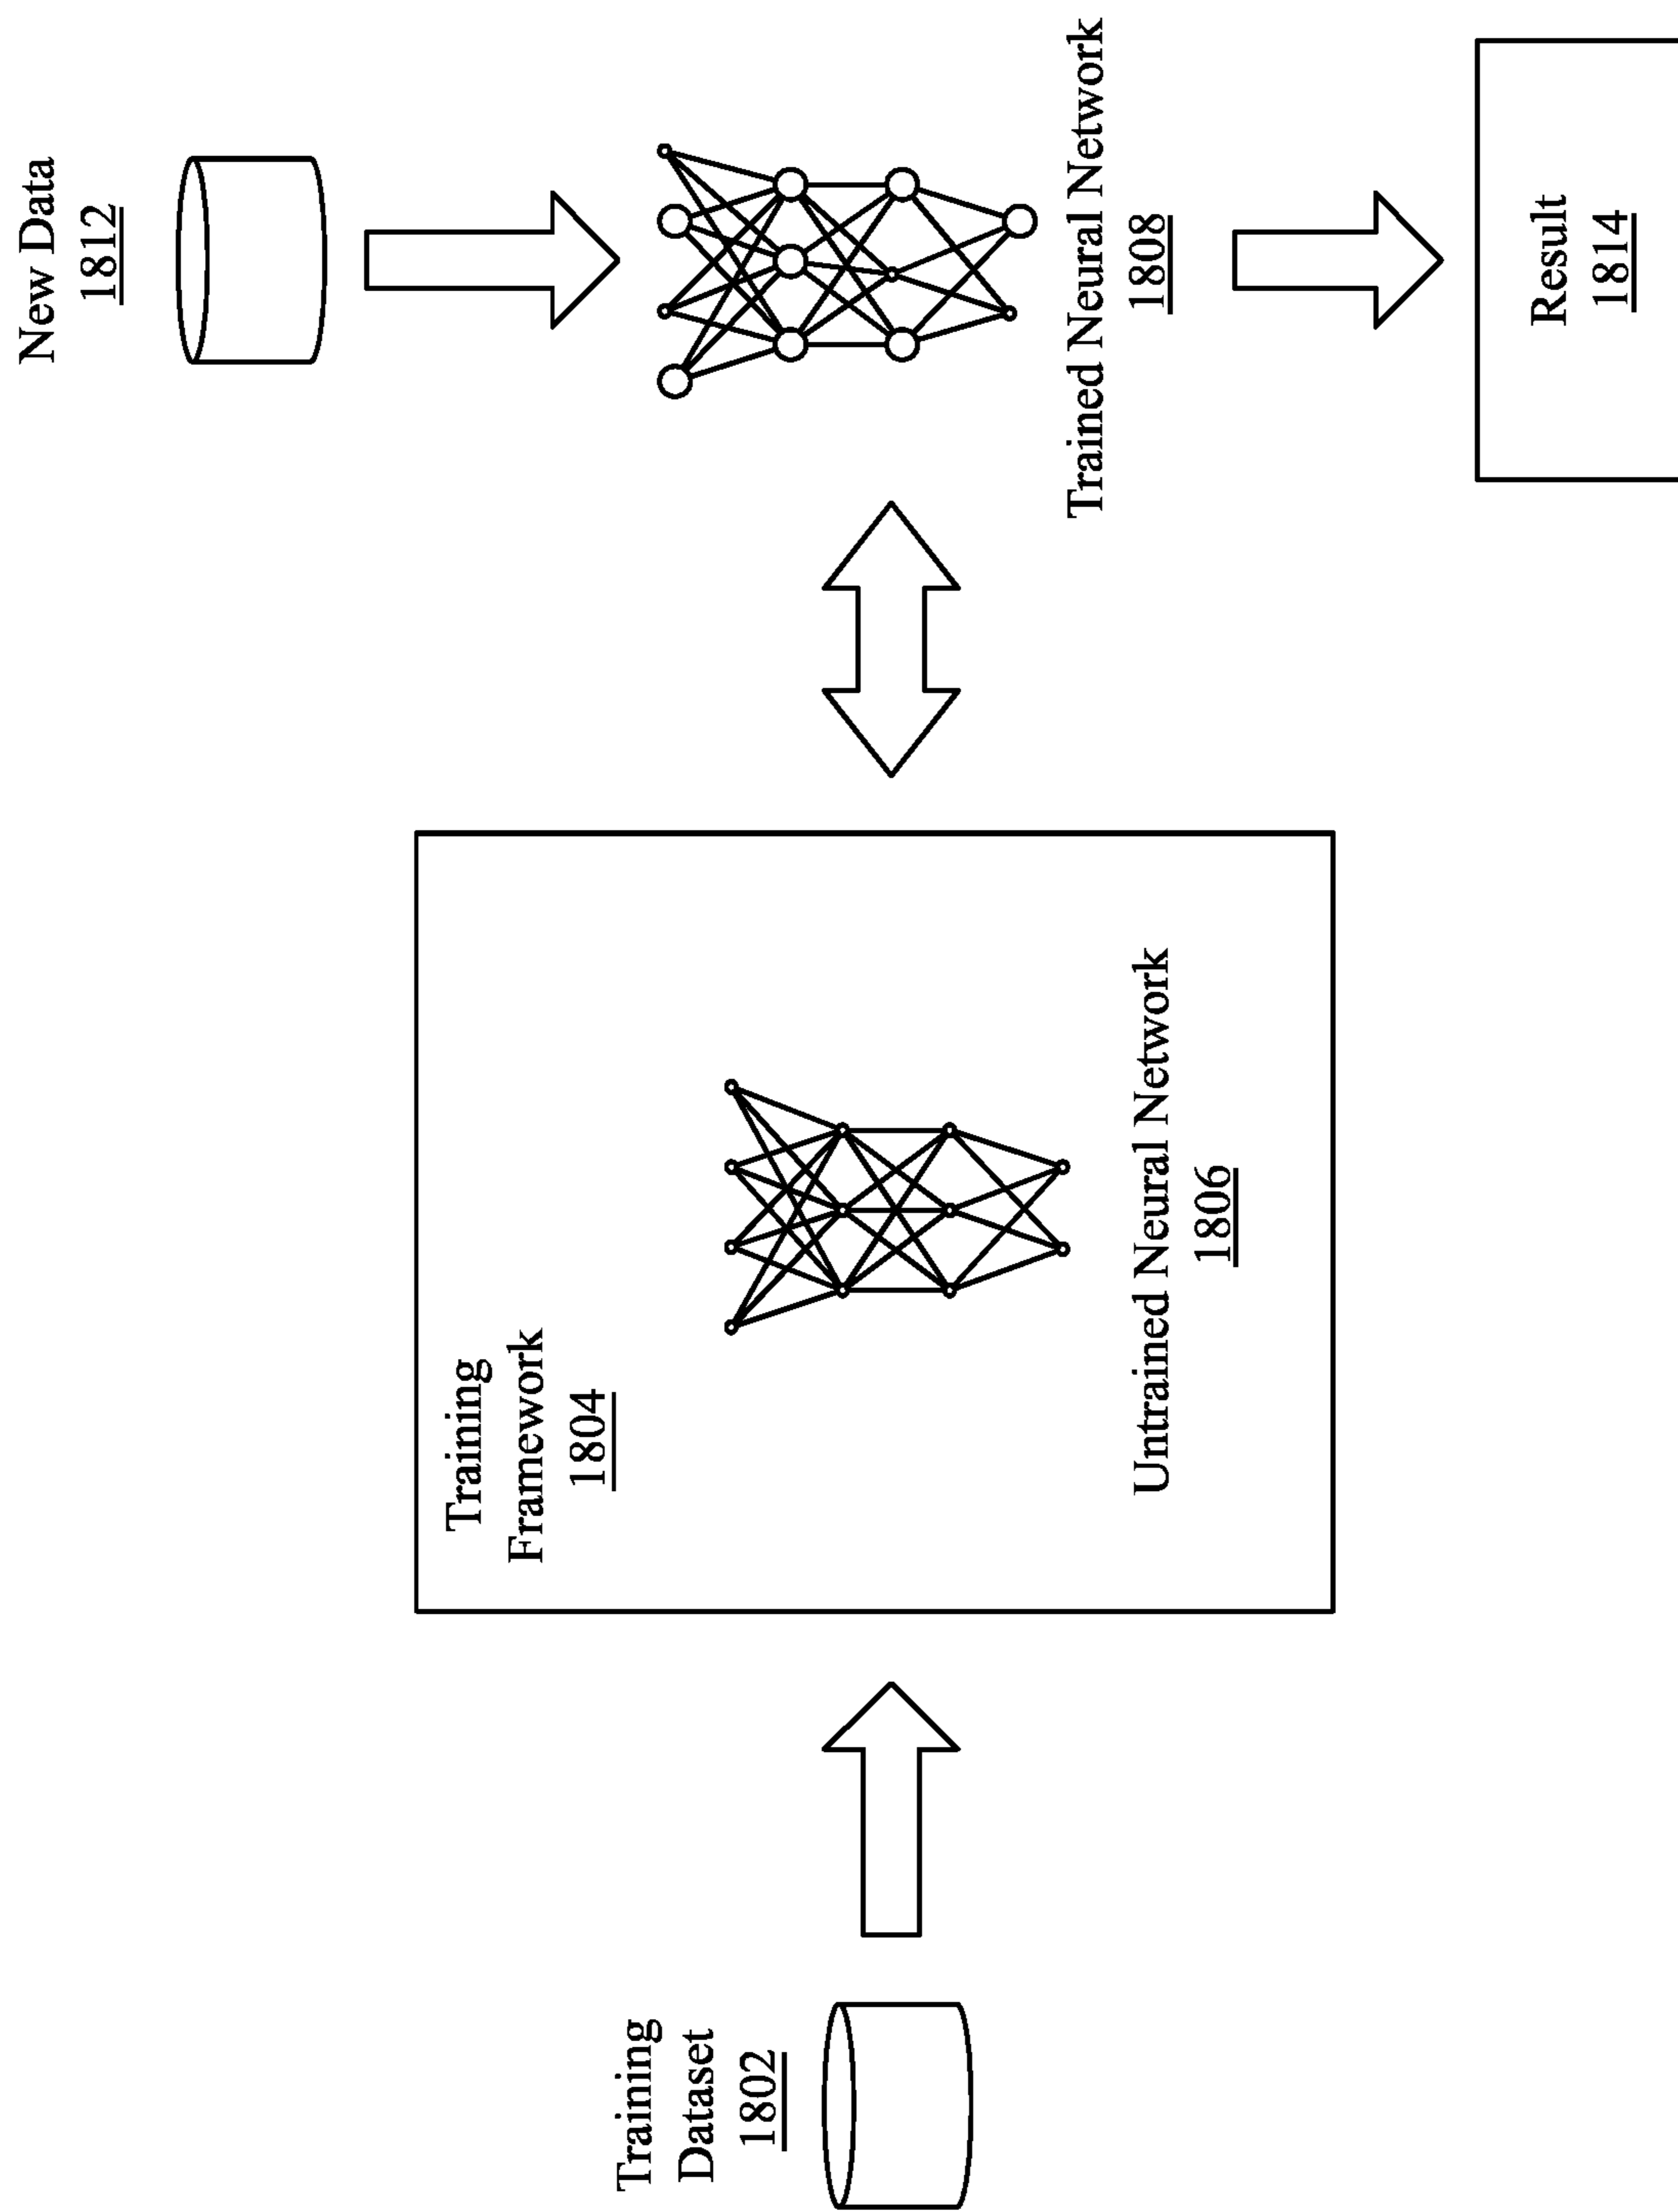 Training
Dataset
1802
Training
Framework
1804
Untrained Neural Network
1806
New Data
1812
Trained Neural Network
1808
Result
1814